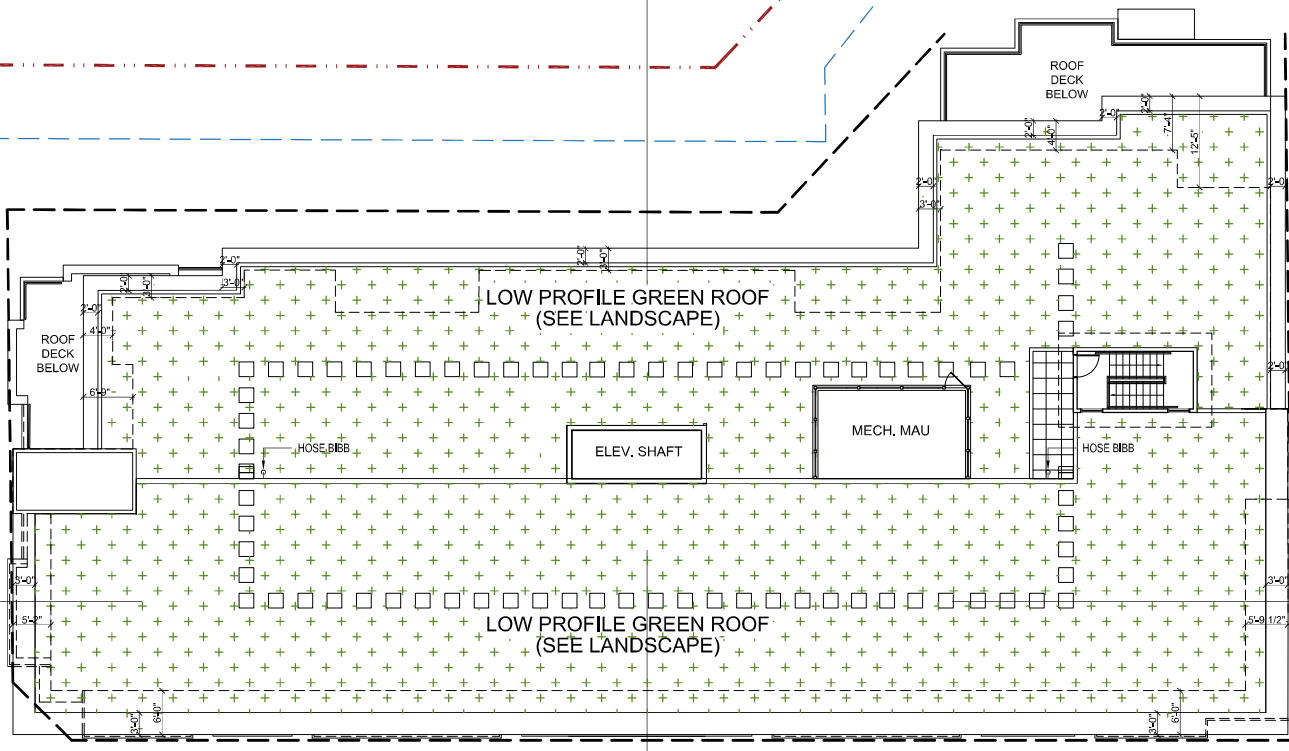 ROOF
DECK
BELOW
2'-0"
2'-0"
7'-4"
2'-0"
4'-0"
12'-5"
2'-0"
2'-0"
3'-0"
2'-0"
3'-0"
2'-0"
3'-0"
2'-0"
3'-0"
LOW PROFILE GREEN ROOF
(SEE LANDSCAPE)
2'-0"
4'-0"
ROOF
DECK
BELOW
2'-0"
6'-9"
MECH. MAU
HOSE BIBB
ELEV. SHAFT
HOSE BIBB
3'-0"
3'-0"
5'-2"
LOW PROFILE GREEN ROOF
(SEE LANDSCAPE)
5'-9 1/2"
3'-0"
6'-0"
3'-0"
6'-0"